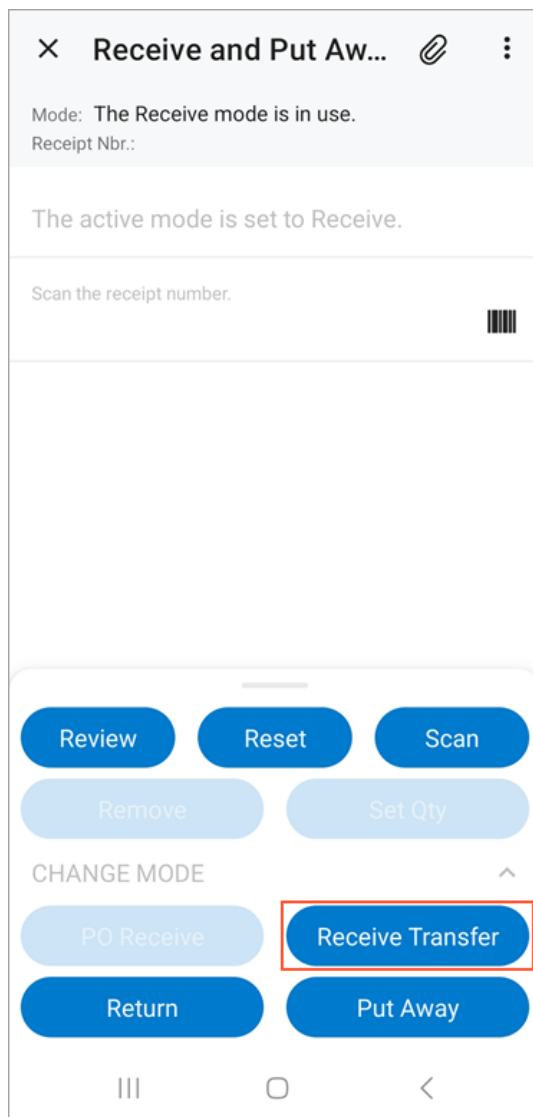 Receive and Put Aw...
Mode: The Receive mode is in use.
Receipt Nbr.:
The active mode is set to Receive.
Scan the receipt number.
Review Reset Scan
Remove Set Qty
CHANGE MODE
PO Receive Receive Transfer
Return Put Away